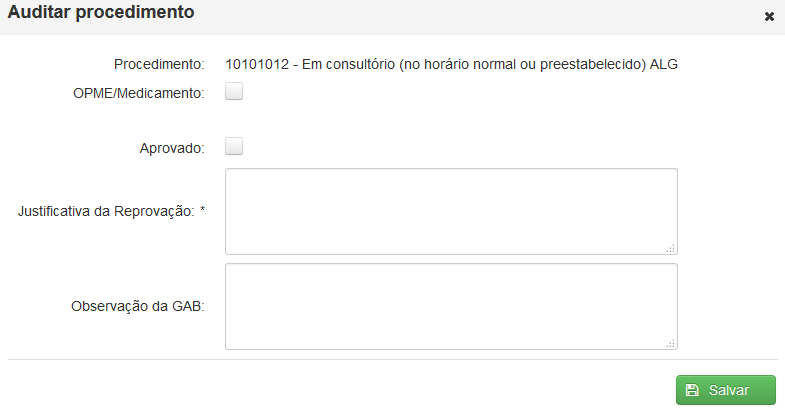 Auditar procedimento
Procedimento: 10101012 - Em consultório (no horário normal ou preestabelecido) ALG
OPME/Medicamento:
Aprovado:
Justificativa da Reprovação: *
Observação da GAB:
Salvar